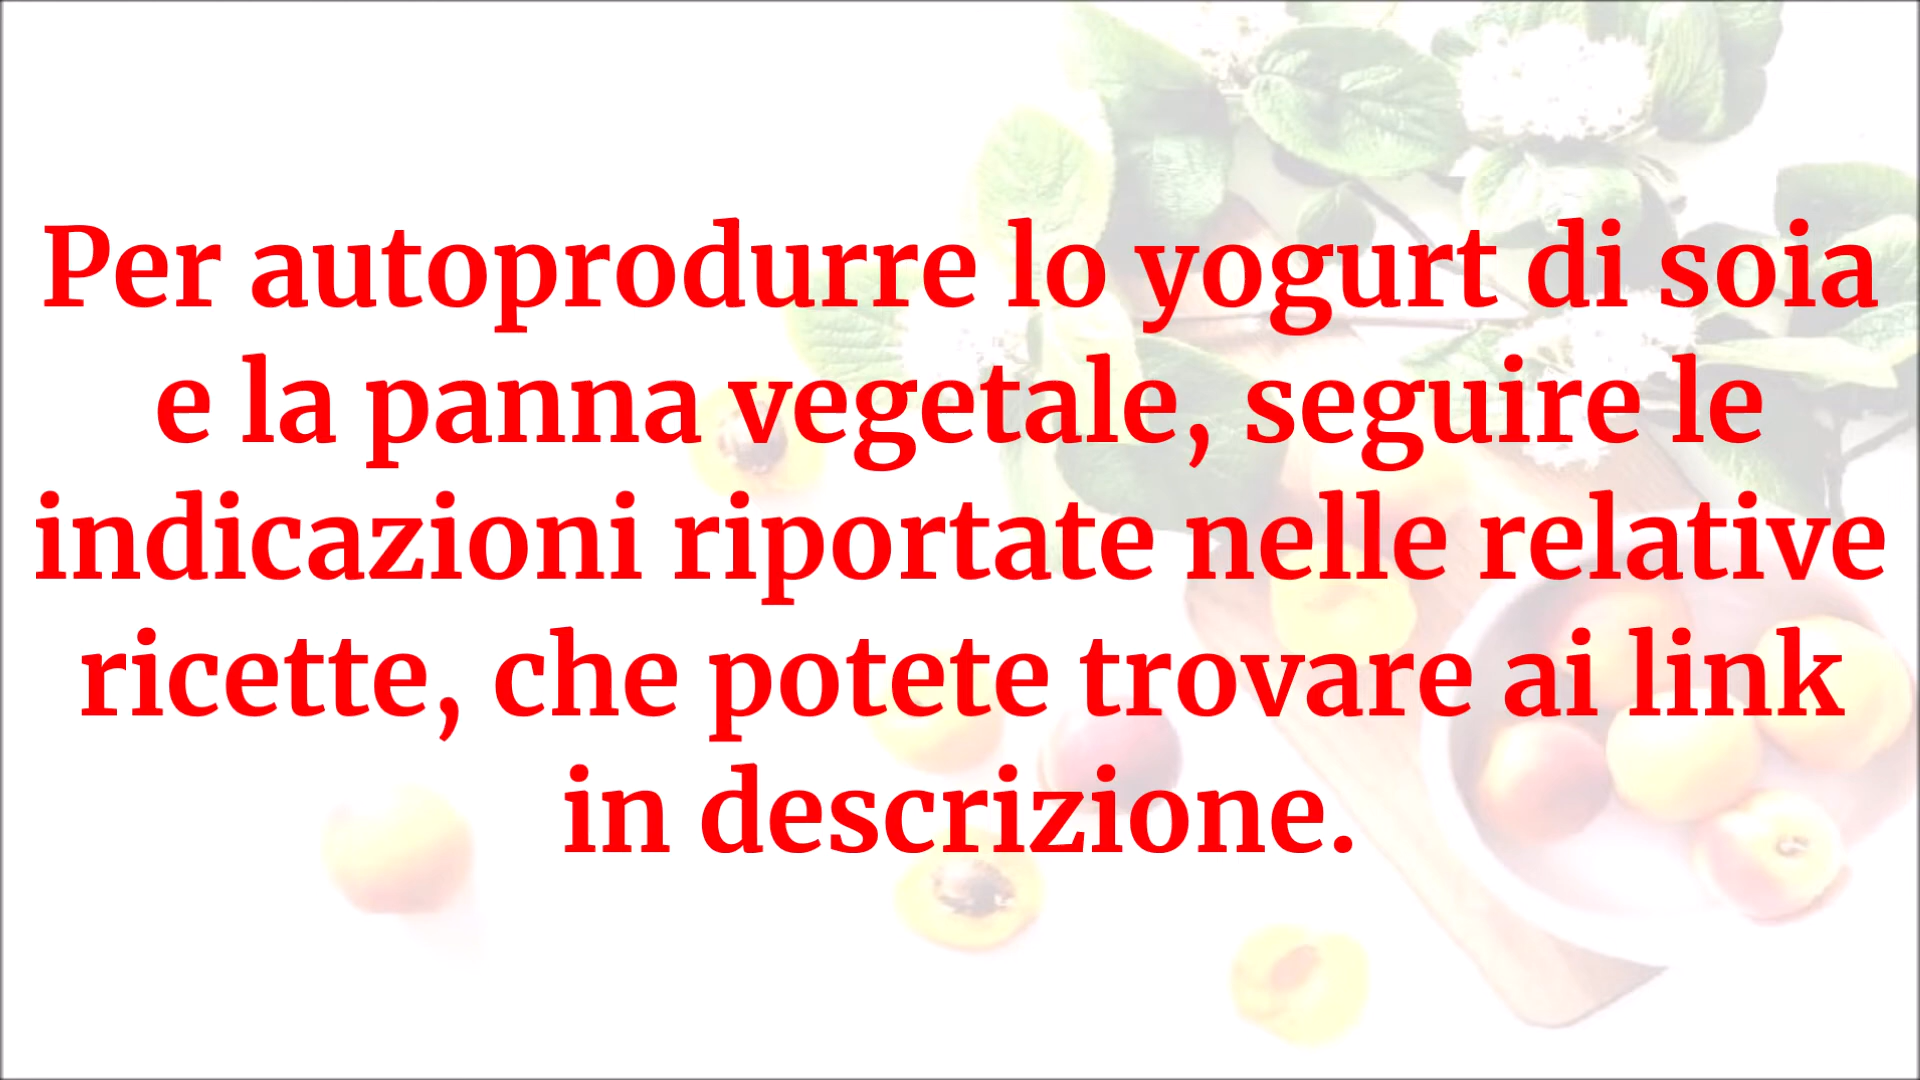 Per autoprodurre lo yogurt di soia
e la panna vegetale, seguire le
indicazioni riportate nelle relative
ricette, che potete trovare ai link
in descrizione.